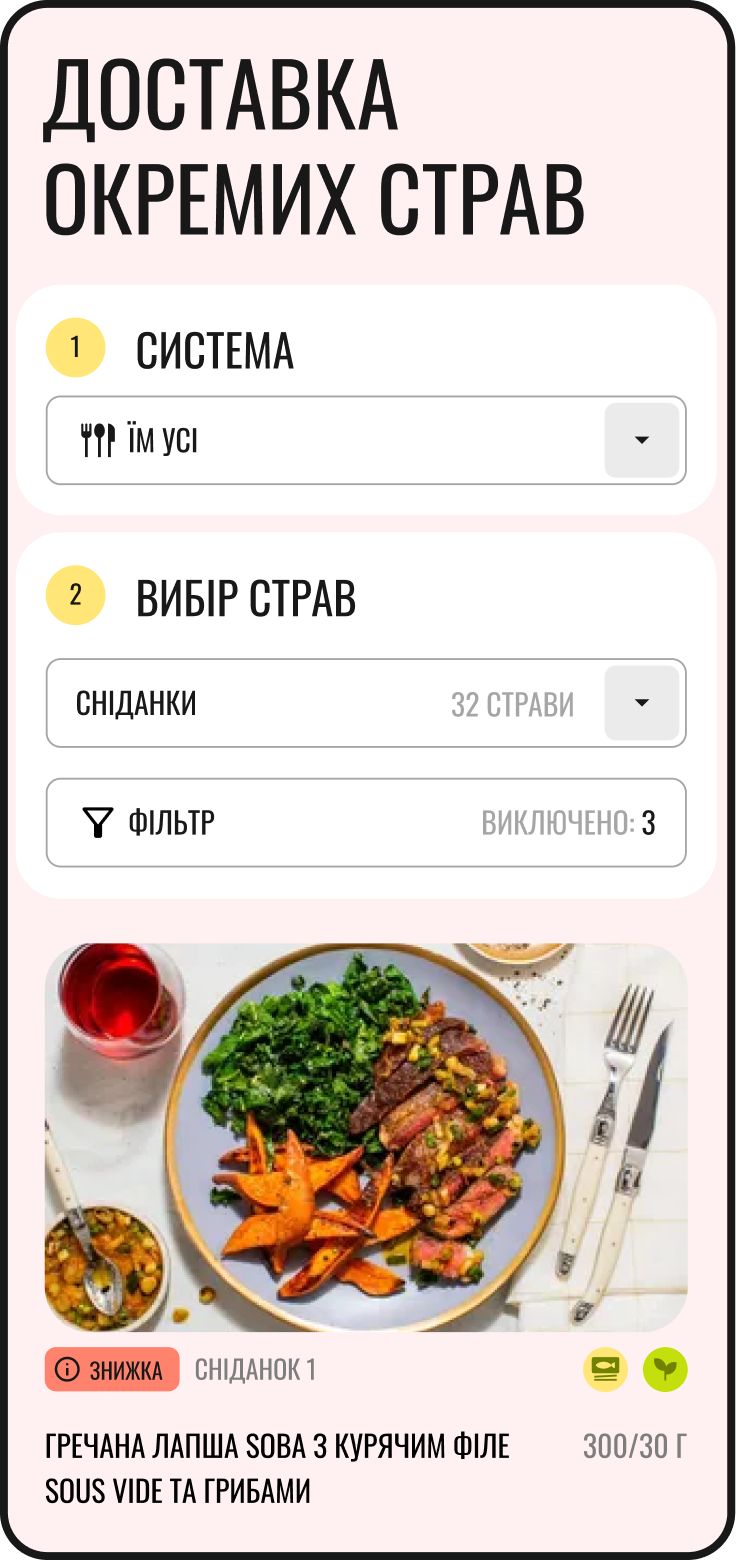 ДОСТАВКА
ОКРЕМИХ СТРАВ
1 СИСТЕМА
ЇМ УСІ
2 ВИБІР СТРАВ
СНІДАНКИ 32 СТРАВИ
ФІЛЬТР ВИКЛЮЧЕНО: 3
ЗНИЖКА СНІДАНОК 1
ГРЕЧАНА ЛАПША SOBA З КУРЯЧИМ ФІЛЕ 300/30 Г
SOUS VIDE ТА ГРИБАМИ